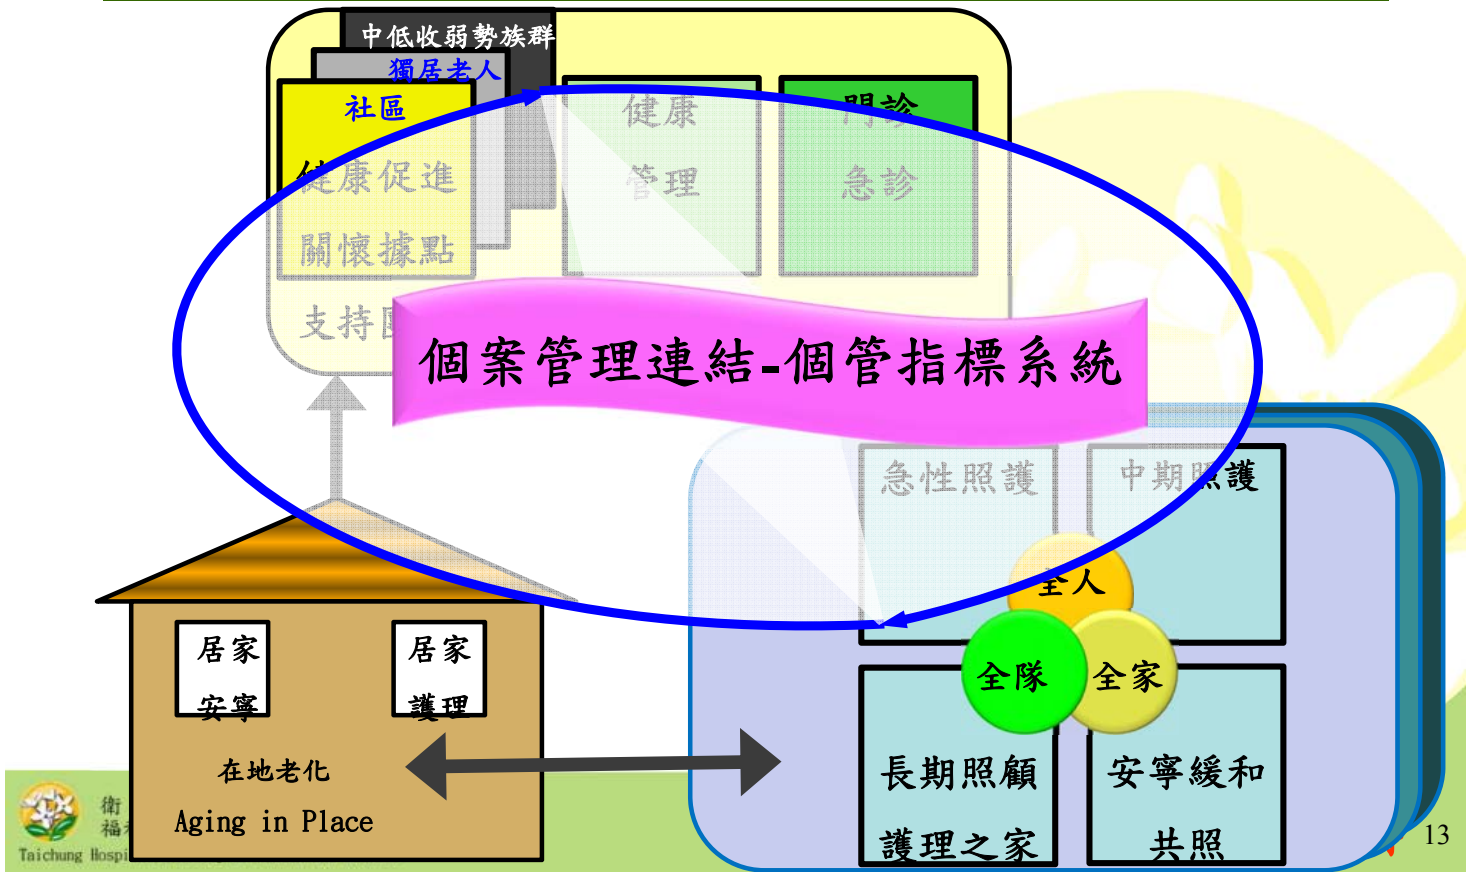 中低收弱勢族群
獨居老人
社區
健康促進
關懷據點
支持
健康
管理
門診
急診
個案管理連結-個管指標系統
急性照護
中期照護
全人
全隊
全家
長期照顧
護理之家
安寧緩和
共照
居家
安寧
居家
護理
在地老化
Aging in Place
衛
福
Taichung Hospi
13